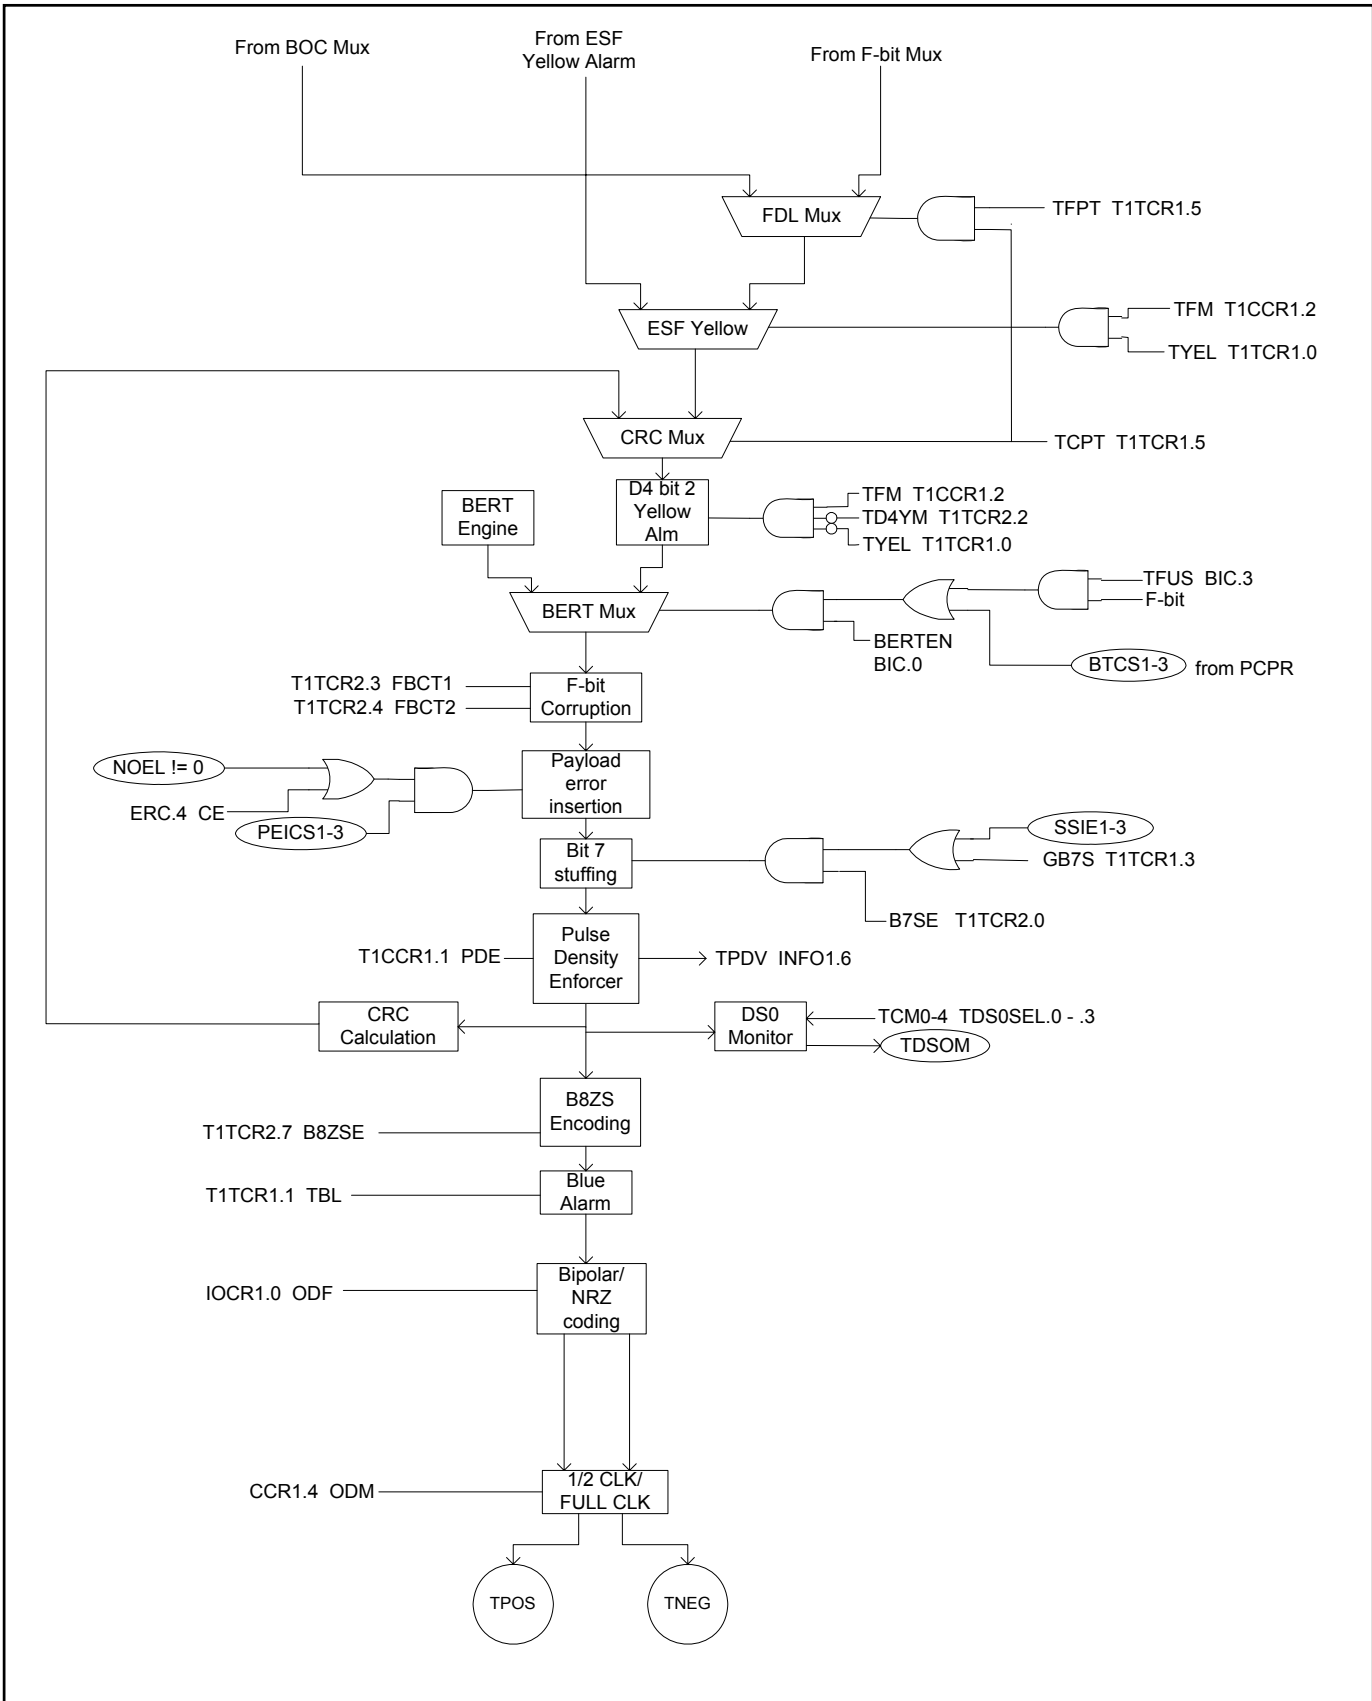 From BOC Mux
From ESF
Yellow Alarm
From F-bit Mux
FDL Mux
TFPT T1TCR1.5
ESF Yellow
TFM T1CCR1.2
TYEL T1TCR1.0
CRC Mux
TCPT T1TCR1.5
BERT
Engine
D4 bit 2
Yellow
Alm
TFM T1CCR1.2
TD4YM T1TCR2.2
TYEL T1TCR1.0
BERT Mux
TFUS BIC.3
F-bit
BERTEN
BIC.0
BTCS1-3 from PCPR
T1TCR2.3 FBCT1
T1TCR2.4 FBCT2
F-bit
Corruption
NOEL != 0
ERC.4 CE
PEICS1-3
Payload
error
insertion
Bit 7
stuffing
SSIE1-3
GB7S T1TCR1.3
B7SE T1TCR2.0
T1CCR1.1 PDE
Pulse
Density
Enforcer
TPDV INFO1.6
CRC
Calculation
DS0
Monitor
TCM0-4 TDS0SEL.0 - .3
TDSOM
B8ZS
Encoding
T1TCR2.7 B8ZSE
Blue
Alarm
T1TCR1.1 TBL
Bipolar/
NRZ
coding
IOCR1.0 ODF
1/2 CLK/
FULL CLK
CCR1.4 ODM
TPOS
TNEG